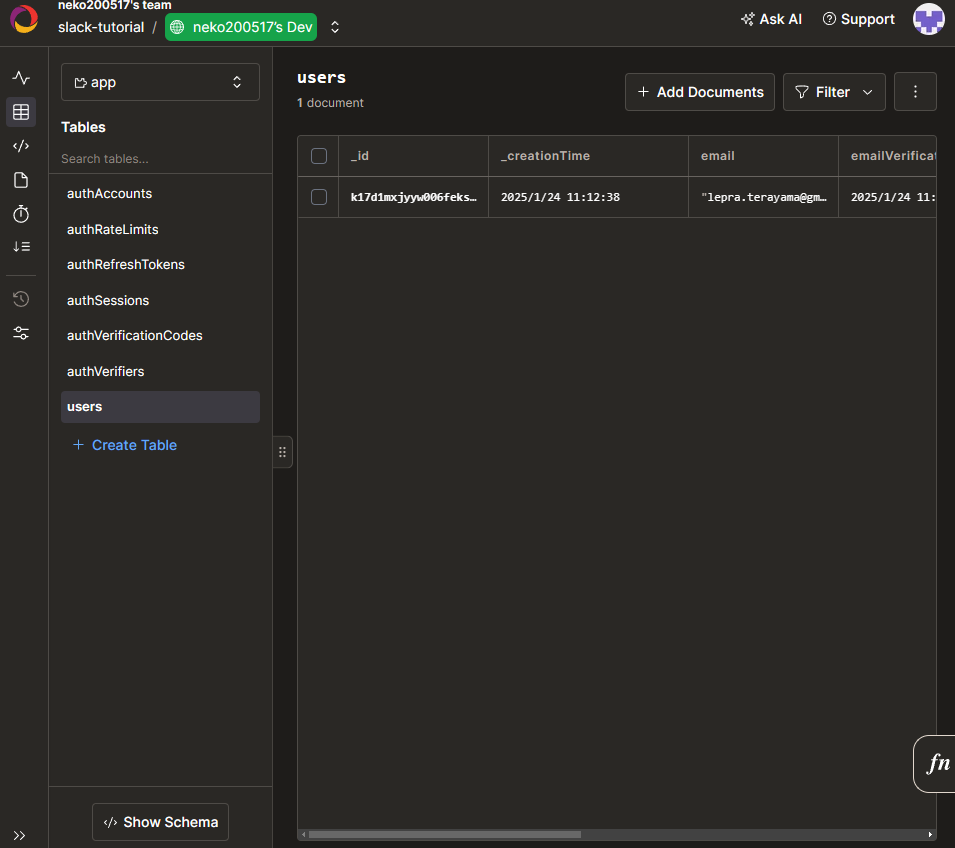 neko200517's team
slack-tutorial / neko200517's Dev
Ask AI
Support
app
Tables
Search tables...
authAccounts
authRateLimits
authRefreshTokens
authSessions
authVerificationCodes
authVerifiers
users
+ Create Table
Show Schema
users
1 document
+ Add Documents
Filter
_id _creationTime email emailVerificat
k17d1mxjyyw006feks… 2025/1/24 11:12:38 "lepra.terayama@gm… 2025/1/24 11:
fn